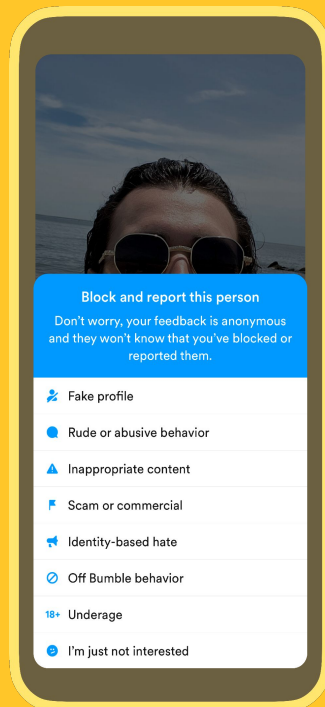 Block and report this person
Don't worry, your feedback is anonymous
and they won't know that you've blocked or
reported them.
Fake profile
Rude or abusive behavior
Inappropriate content
Scam or commercial
Identity-based hate
Off Bumble behavior
18+ Underage
I'm just not interested